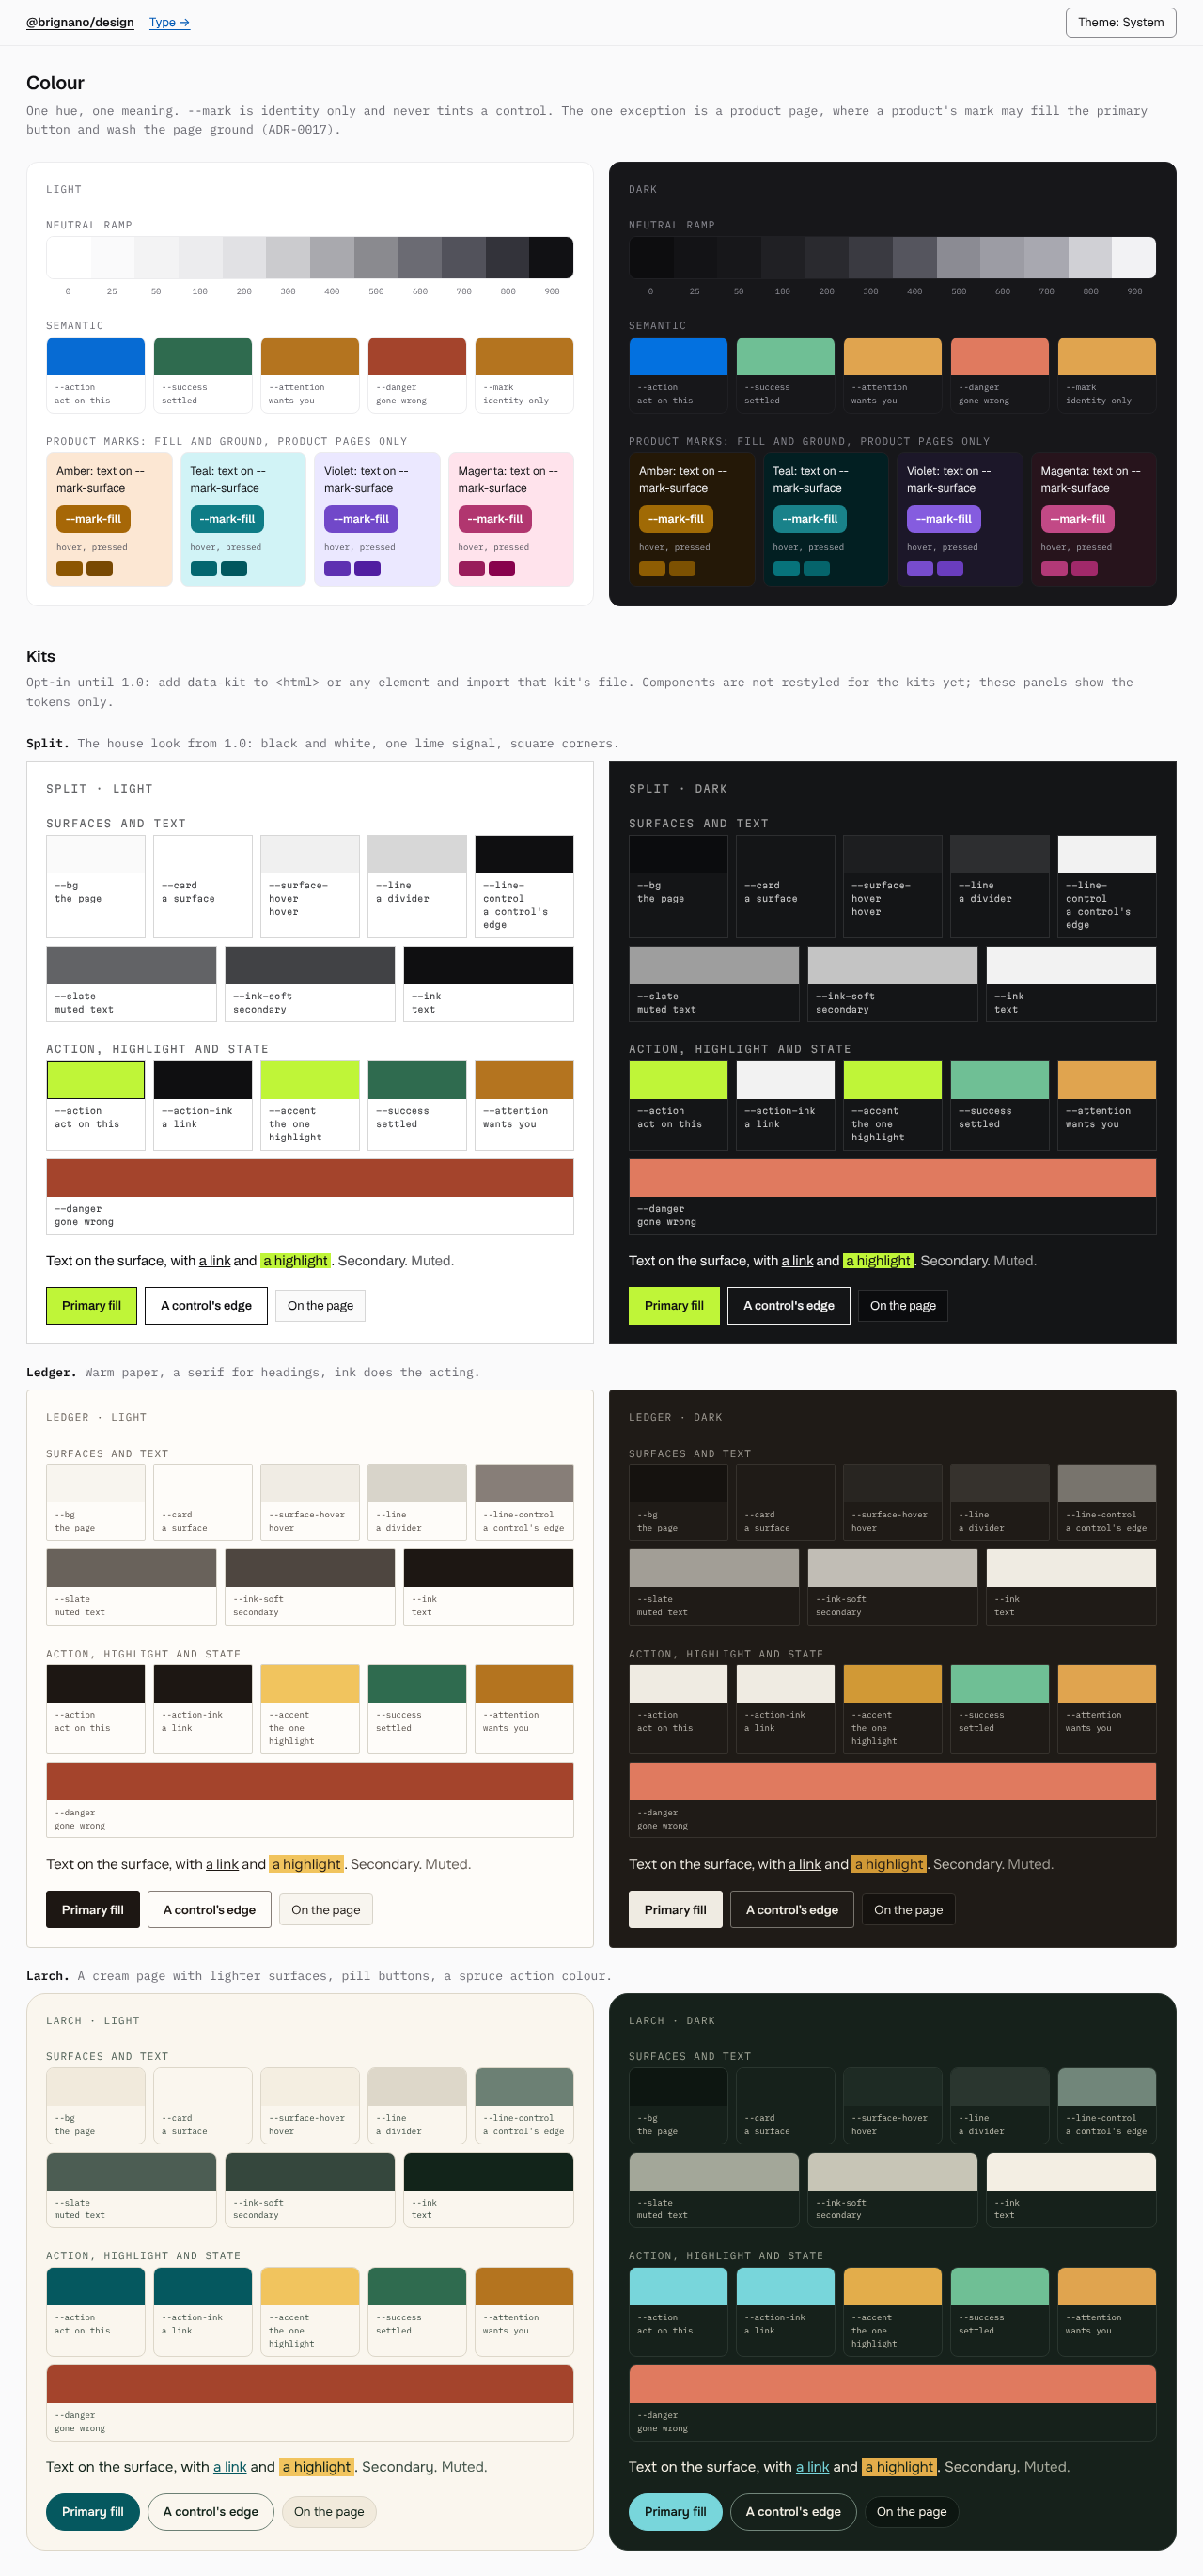 @brignano/design Type → Theme: System
Colour
One hue, one meaning. --mark is identity only and never tints a control. The one exception is a product page, where a product's mark may fill the primary
button and wash the page ground (ADR-0017).
LIGHT
NEUTRAL RAMP
0 25 50 100 200 300 400 500 600 700 800 900
SEMANTIC
--action --success --attention --danger --mark
act on this settled wants you gone wrong identity only
PRODUCT MARKS: FILL AND GROUND, PRODUCT PAGES ONLY
Amber: text on -- Teal: text on -- Violet: text on -- Magenta: text on --
mark-surface mark-surface mark-surface mark-surface
--mark-fill --mark-fill --mark-fill --mark-fill
hover, pressed hover, pressed hover, pressed hover, pressed
DARK
NEUTRAL RAMP
0 25 50 100 200 300 400 500 600 700 800 900
SEMANTIC
--action --success --attention --danger --mark
act on this settled wants you gone wrong identity only
PRODUCT MARKS: FILL AND GROUND, PRODUCT PAGES ONLY
Amber: text on -- Teal: text on -- Violet: text on -- Magenta: text on --
mark-surface mark-surface mark-surface mark-surface
--mark-fill --mark-fill --mark-fill --mark-fill
hover, pressed hover, pressed hover, pressed hover, pressed
Kits
Opt-in until 1.0: add data-kit to <html> or any element and import that kit's file. Components are not restyled for the kits yet; these panels show the
tokens only.
Split. The house look from 1.0: black and white, one lime signal, square corners.
SPLIT · LIGHT
SURFACES AND TEXT
--bg --card --surface- --line --line-
the page a surface hover a divider control
hover a control's
edge
--slate --ink-soft --ink
muted text secondary text
ACTION, HIGHLIGHT AND STATE
--action --action-ink --accent --success --attention
act on this a link the one settled wants you
highlight
--danger
gone wrong
Text on the surface, with a link and a highlight. Secondary. Muted.
Primary fill A control's edge On the page
SPLIT · DARK
SURFACES AND TEXT
--bg --card --surface- --line --line-
the page a surface hover a divider control
hover a control's
edge
--slate --ink-soft --ink
muted text secondary text
ACTION, HIGHLIGHT AND STATE
--action --action-ink --accent --success --attention
act on this a link the one settled wants you
highlight
--danger
gone wrong
Text on the surface, with a link and a highlight. Secondary. Muted.
Primary fill A control's edge On the page
Ledger. Warm paper, a serif for headings, ink does the acting.
LEDGER · LIGHT
SURFACES AND TEXT
--bg --card --surface-hover --line --line-control
the page a surface hover a divider a control's edge
--slate --ink-soft --ink
muted text secondary text
ACTION, HIGHLIGHT AND STATE
--action --action-ink --accent --success --attention
act on this a link the one settled wants you
highlight
--danger
gone wrong
Text on the surface, with a link and a highlight. Secondary. Muted.
Primary fill A control's edge On the page
LEDGER · DARK
SURFACES AND TEXT
--bg --card --surface-hover --line --line-control
the page a surface hover a divider a control's edge
--slate --ink-soft --ink
muted text secondary text
ACTION, HIGHLIGHT AND STATE
--action --action-ink --accent --success --attention
act on this a link the one settled wants you
highlight
--danger
gone wrong
Text on the surface, with a link and a highlight. Secondary. Muted.
Primary fill A control's edge On the page
Larch. A cream page with lighter surfaces, pill buttons, a spruce action colour.
LARCH · LIGHT
SURFACES AND TEXT
--bg --card --surface-hover --line --line-control
the page a surface hover a divider a control's edge
--slate --ink-soft --ink
muted text secondary text
ACTION, HIGHLIGHT AND STATE
--action --action-ink --accent --success --attention
act on this a link the one settled wants you
highlight
--danger
gone wrong
Text on the surface, with a link and a highlight. Secondary. Muted.
Primary fill A control's edge On the page
LARCH · DARK
SURFACES AND TEXT
--bg --card --surface-hover --line --line-control
the page a surface hover a divider a control's edge
--slate --ink-soft --ink
muted text secondary text
ACTION, HIGHLIGHT AND STATE
--action --action-ink --accent --success --attention
act on this a link the one settled wants you
highlight
--danger
gone wrong
Text on the surface, with a link and a highlight. Secondary. Muted.
Primary fill A control's edge On the page